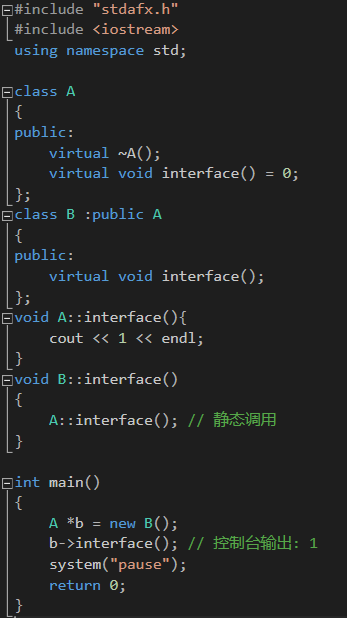 #include "stdafx.h"
#include <iostream>
using namespace std;

class A
{
public:
    virtual ~A();
    virtual void interface() = 0;
};
class B :public A
{
public:
    virtual void interface();
};
void A::interface(){
    cout << 1 << endl;
}
void B::interface()
{
    A::interface(); // 静态调用
}

int main()
{
    A *b = new B();
    b->interface(); // 控制台输出: 1
    system("pause");
    return 0;
}